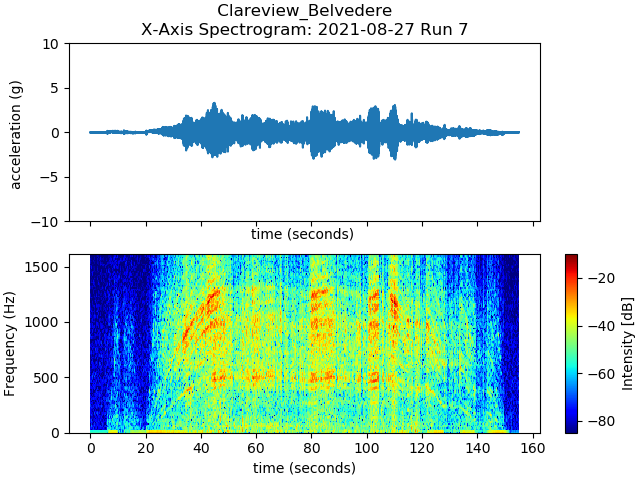 Clareview_Belvedere
X-Axis Spectrogram: 2021-08-27 Run 7
10
5
0
−5
−10
acceleration (g)
time (seconds)
1500
1000
500
0
Frequency (Hz)
0 20 40 60 80 100 120 140 160
time (seconds)
−20
−40
−60
−80
Intensity [dB]